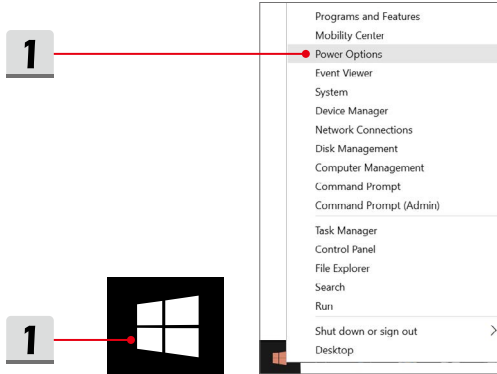 1
Programs and Features
Mobility Center
Power Options
Event Viewer
System
Device Manager
Network Connections
Disk Management
Computer Management
Command Prompt
Command Prompt (Admin)
Task Manager
Control Panel
File Explorer
Search
Run
Shut down or sign out
Desktop
1